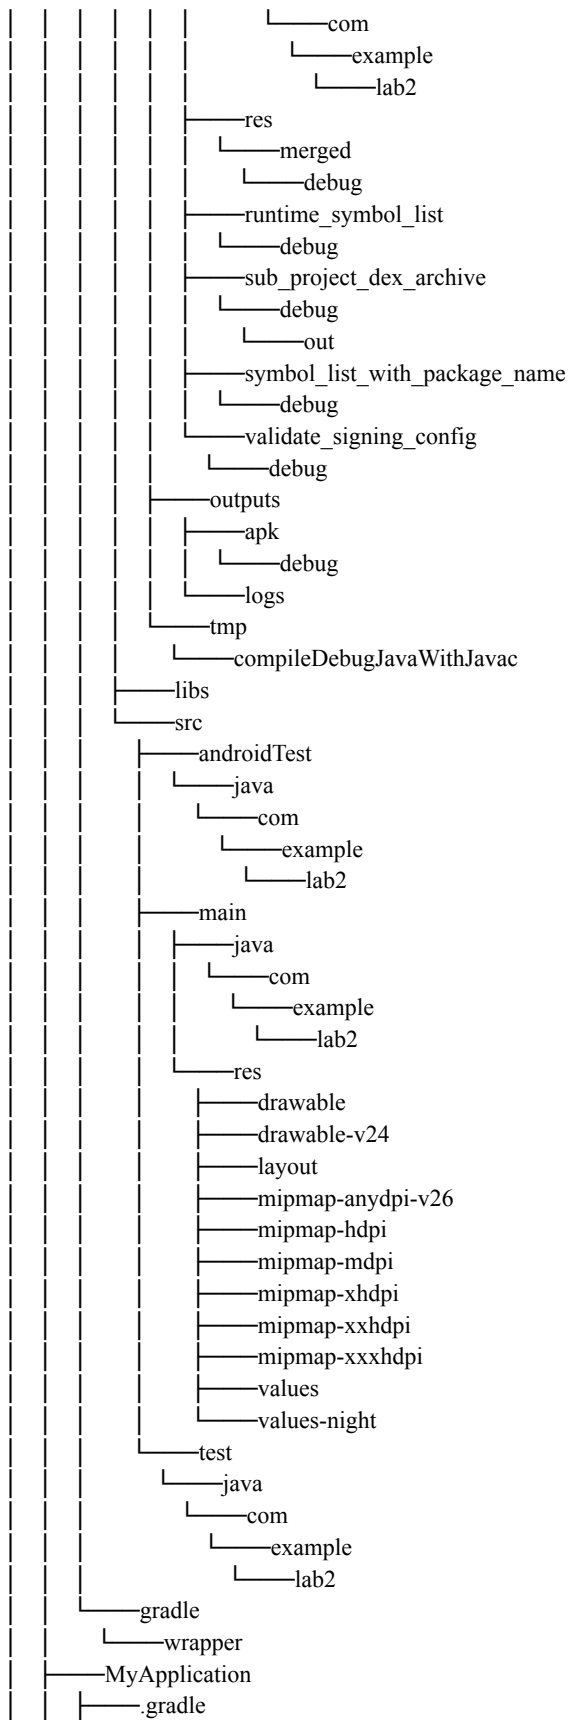 com
example
lab2
res
merged
debug
runtime_symbol_list
debug
sub_project_dex_archive
debug
out
symbol_list_with_package_name
debug
validate_signing_config
debug
outputs
apk
debug
logs
tmp
compileDebugJavaWithJavac
libs
src
androidTest
java
com
example
lab2
main
java
com
example
lab2
res
drawable
drawable-v24
layout
mipmap-anydpi-v26
mipmap-hdpi
mipmap-mdpi
mipmap-xhdpi
mipmap-xxhdpi
mipmap-xxxhdpi
values
values-night
test
java
com
example
lab2
gradle
wrapper
MyApplication
.gradle